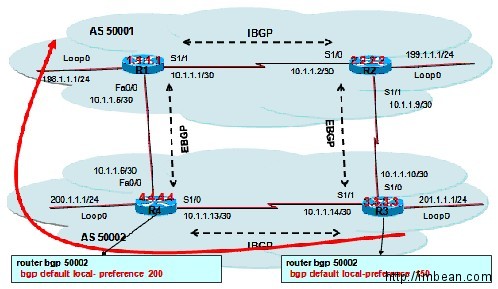 AS 50001
IBGP
Loop0
1.1.1.1
S1/1
S1/0
2.2.2.2
199.1.1.1/24
R1
R2
Loop0
198.1.1.1/24
10.1.1.1/30
10.1.1.2/30
Fa0/0
S1/1
10.1.1.5/30
10.1.1.9/30
EBGP
EBGP
10.1.1.6/30
10.1.1.10/30
Fa0/0
S1/0
200.1.1.1/24
4.4.4.4
S1/0
S1/1
3.3.3.3
201.1.1.1/24
R4
10.1.1.13/30
10.1.1.14/30
R3
Loop0
Loop0
AS 50002
IBGP
router bgp 50002
bgp default local- preference 200
router bgp 50002
bgp default local-preference 150